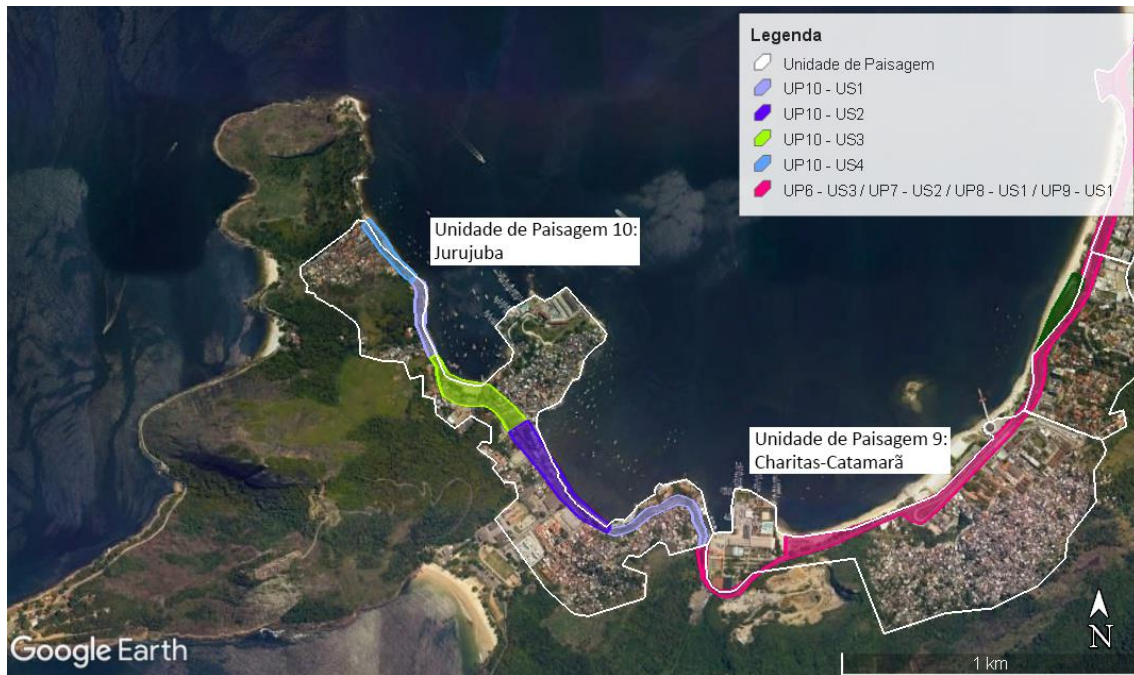 Legenda
Unidade de Paisagem
UP10 - US1
UP10 - US2
UP10 - US3
UP10 - US4
UP6 - US3 / UP7 - US2 / UP8 - US1 / UP9 - US1
Unidade de Paisagem 10:
Jurujuba
Unidade de Paisagem 9:
Charitas-Catamarã
N
Google Earth
1 km